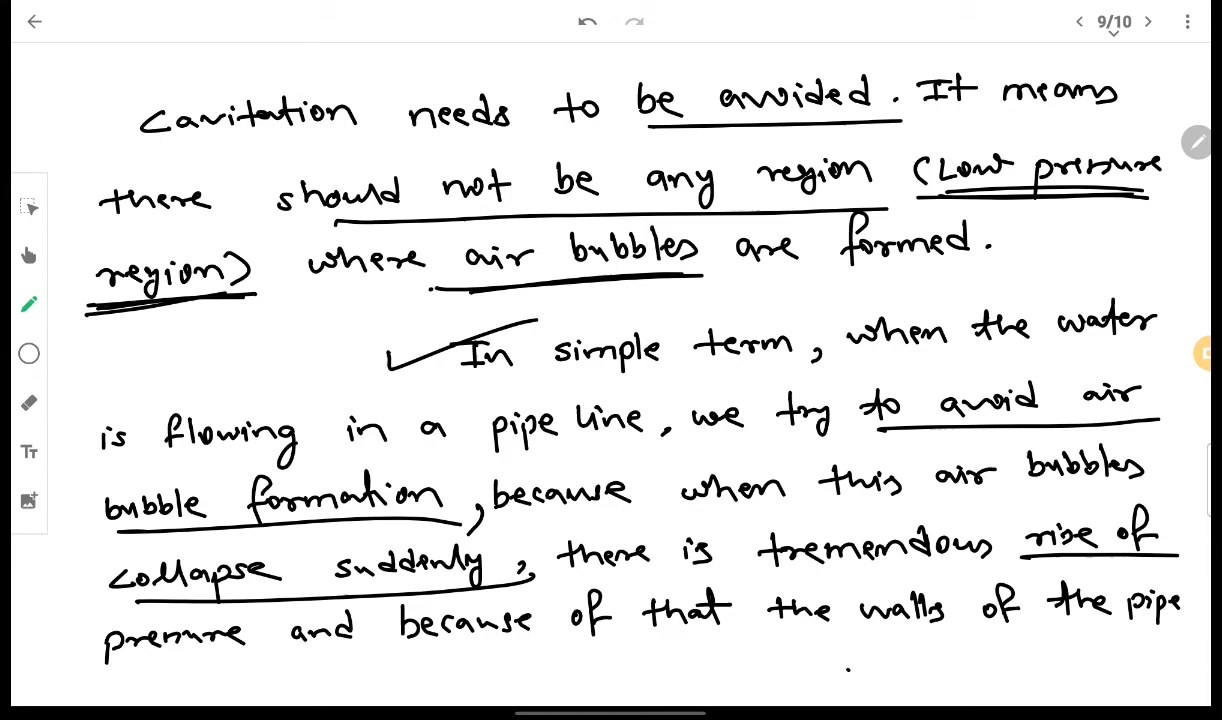 9/10
Cavitation needs to be avoided. It means
there should not be any region (Low pressure
region) where air bubbles are formed.
In simple term, when the water
is flowing in a pipe line, we try to avoid air
bubble formation, because when this air bubbles
collapse suddenly, there is tremendous rise of
pressure and because of that the walls of the pipe
Tт